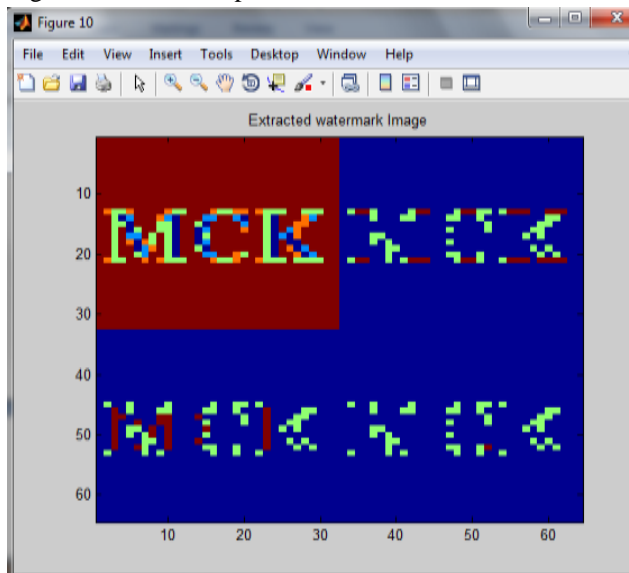 Figure 10
File Edit View Insert Tools Desktop Window Help
Extracted watermark Image
10
20
30
40
50
60
MCK
10 20 30 40 50 60